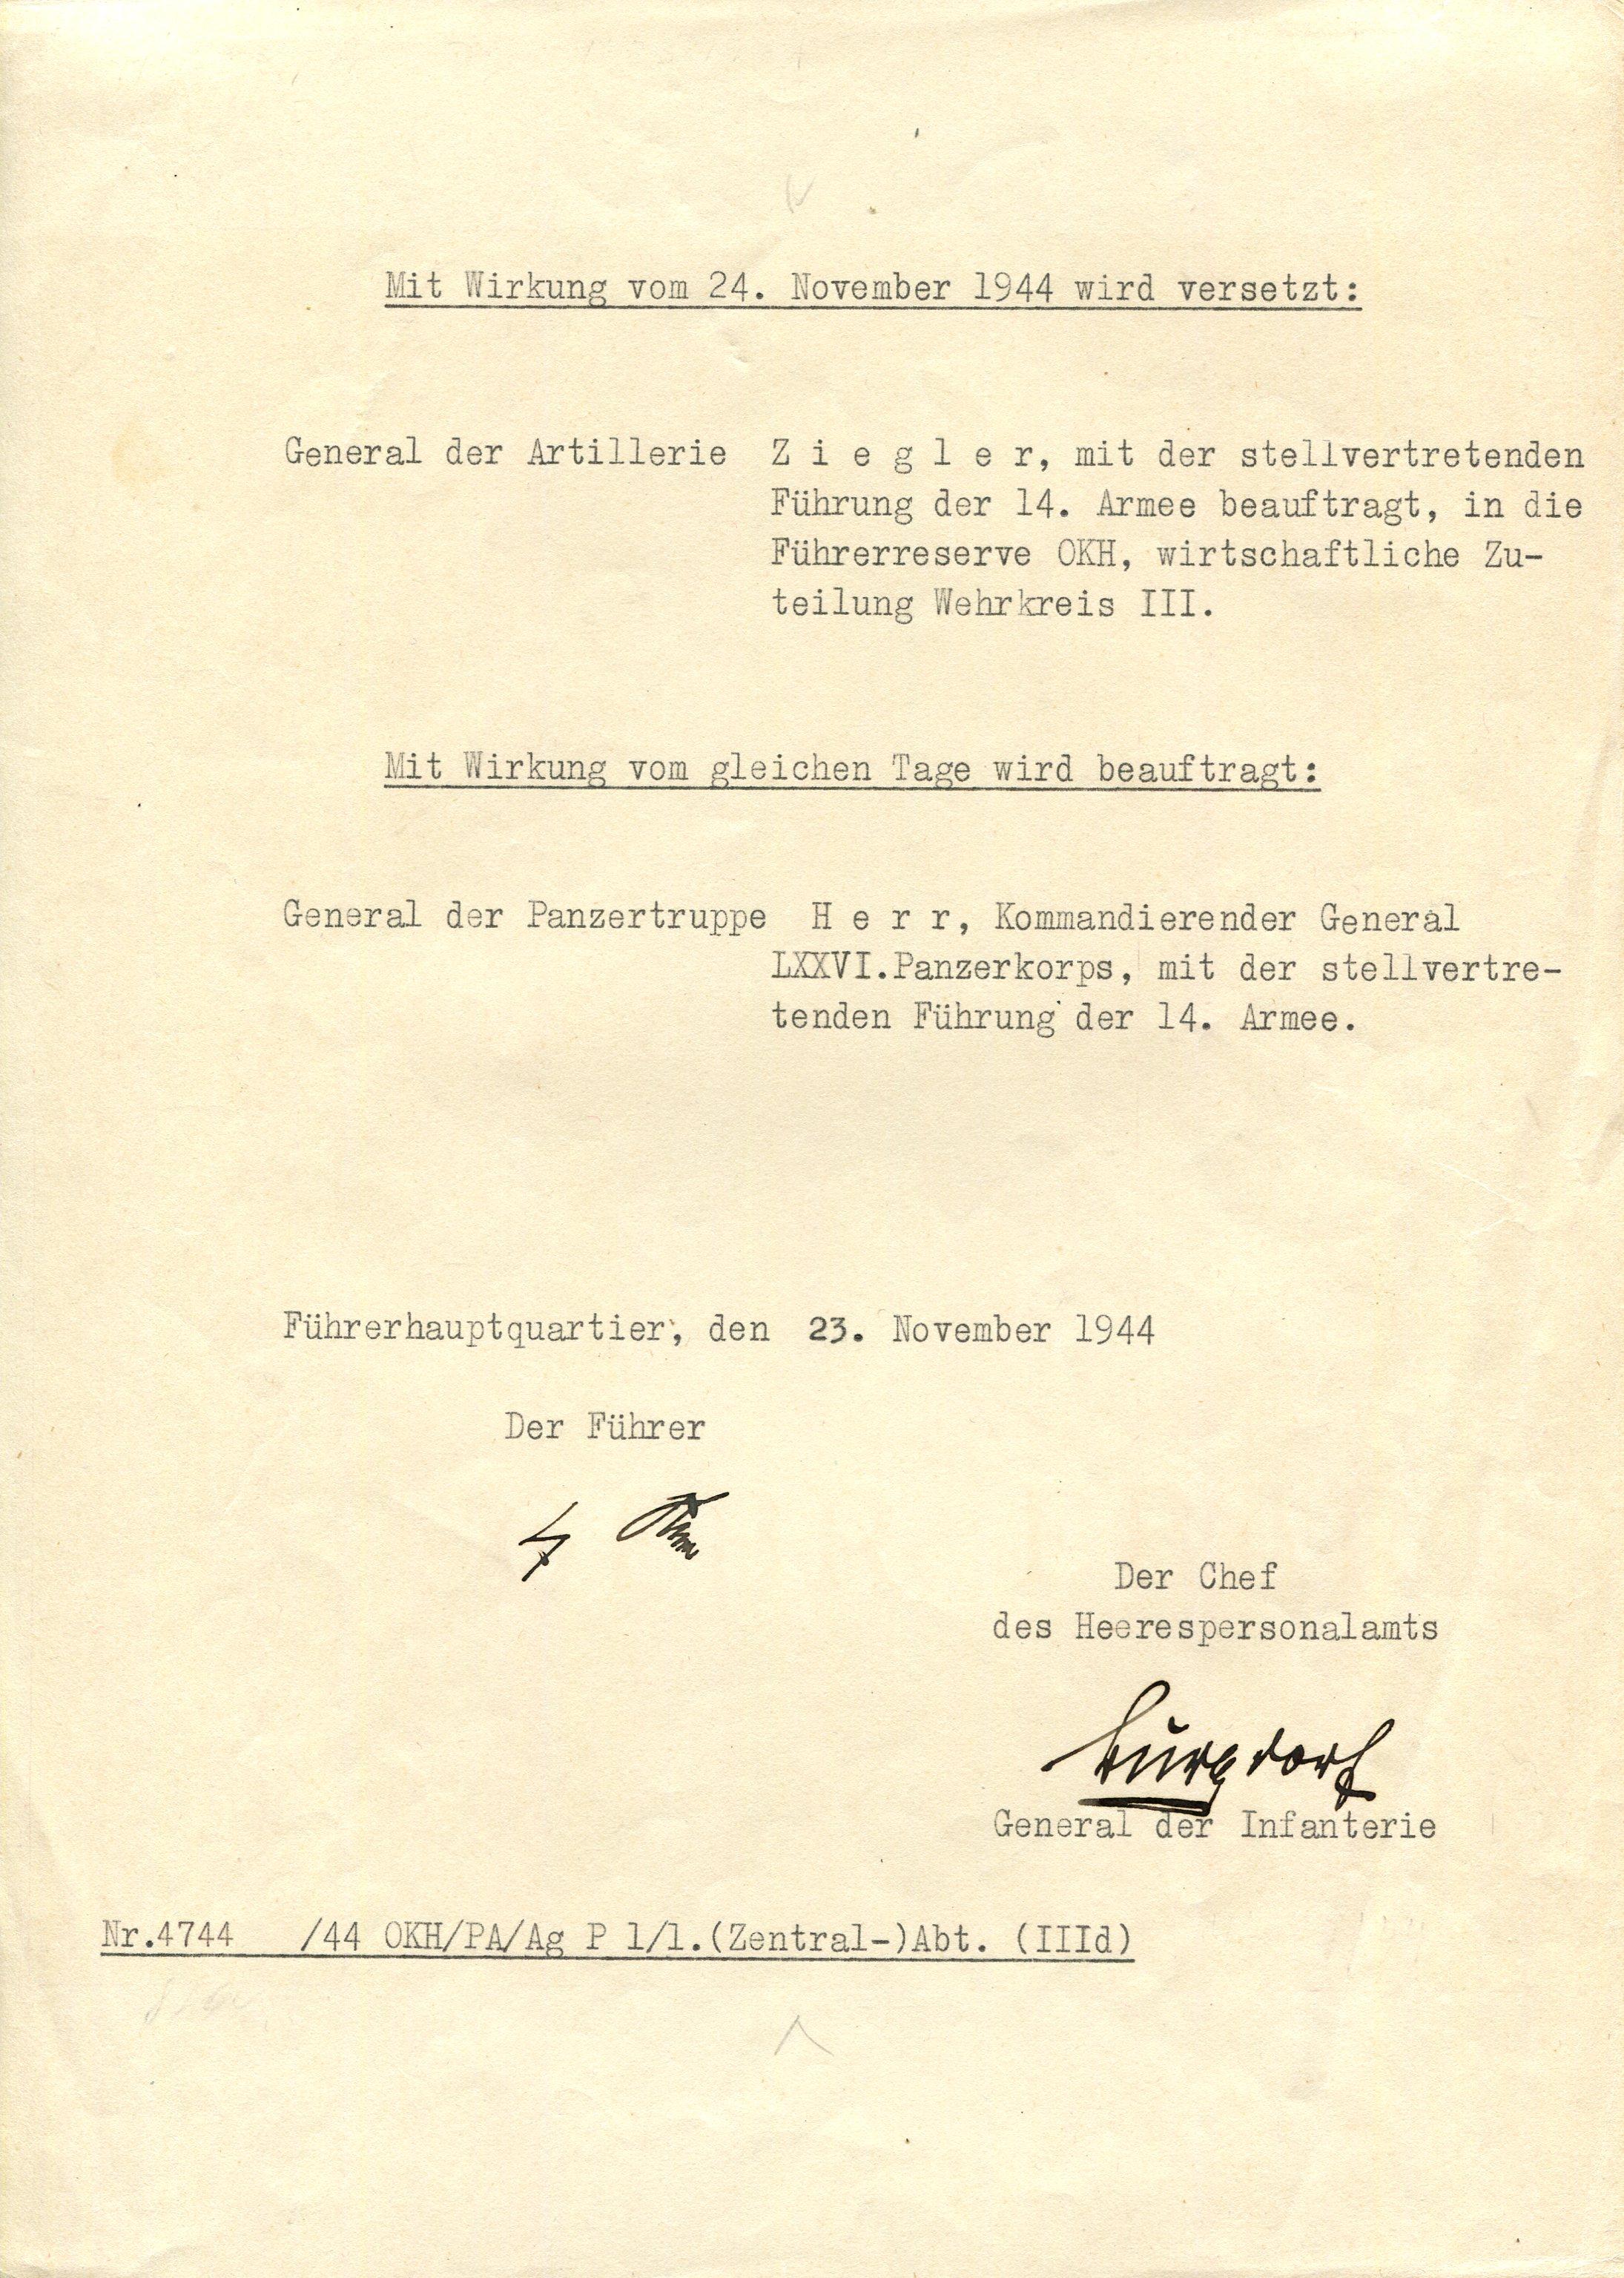 Mit Wirkung vom 24. November 1944 wird versetzt:
General der Artillerie Z i e g l e r, mit der stellvertretenden
Führung der 14. Armee beauftragt, in die
Führerreserve OKH, wirtschaftliche Zu-
teilung Wehrkreis III.
Mit Wirkung vom gleichen Tage wird beauftragt:
General der Panzertruppe H e r r, Kommandierender General
LXXVI.Panzerkorps, mit der stellvertre-
tenden Führung der 14. Armee.
Führerhauptquartier, den 23. November 1944
Der Führer
Der Chef
des Heerespersonalamts
Burgdorf
General der Infanterie
Nr.4744 /44 OKH/PA/Ag P 1/1.(Zentral-)Abt. (IIId)